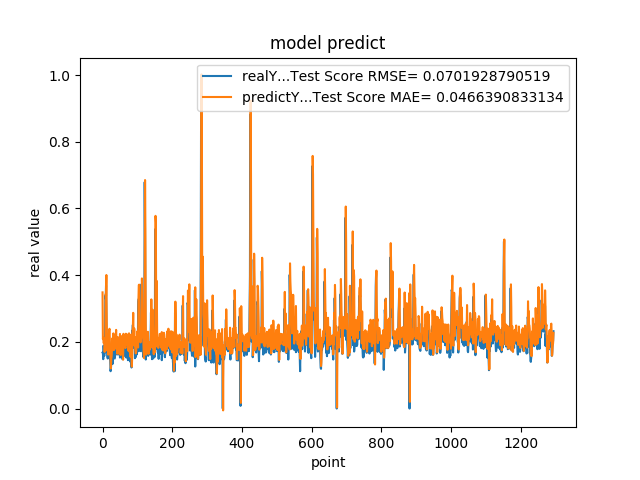 model predict
realY...Test Score RMSE= 0.0701928790519
predictY...Test Score MAE= 0.0466390833134
real value
1.0
0.8
0.6
0.4
0.2
0.0
0 200 400 600 800 1000 1200
point